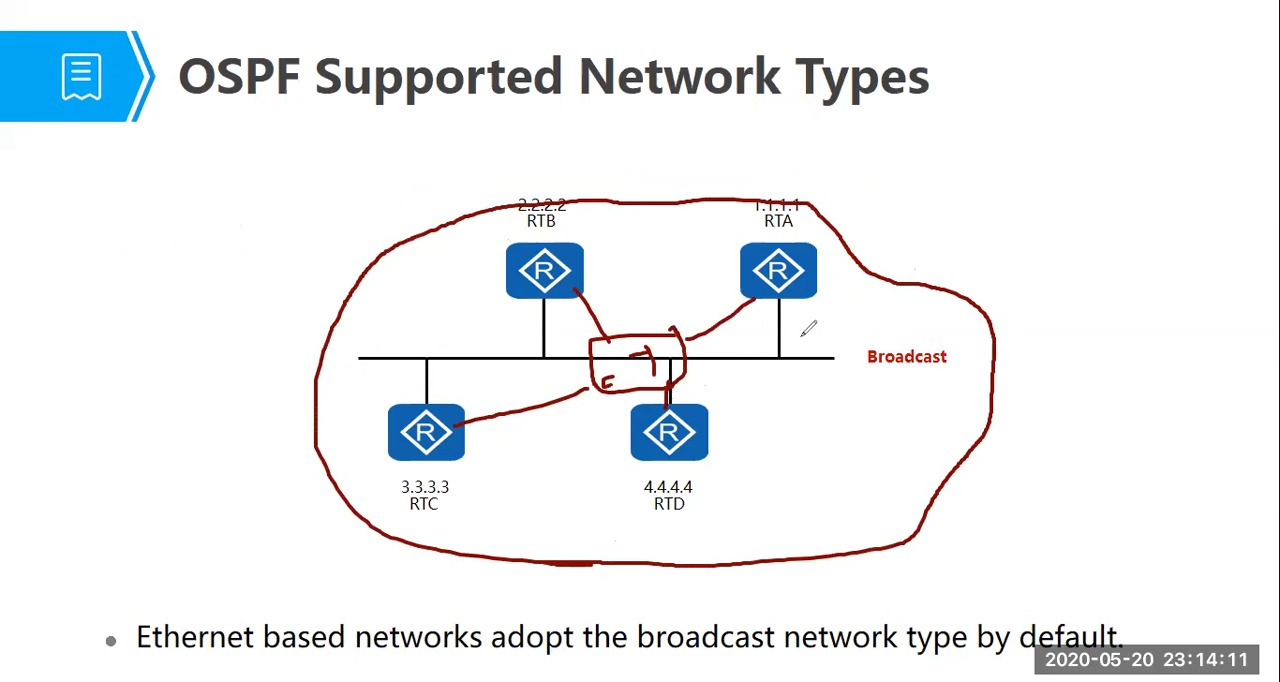 OSPF Supported Network Types
2.2.2.2
RTB
1.1.1.1
RTA
R
R
Broadcast
R
R
3.3.3.3
RTC
4.4.4.4
RTD
Ethernet based networks adopt the broadcast network type by default.
2020-05-20 23:14:11